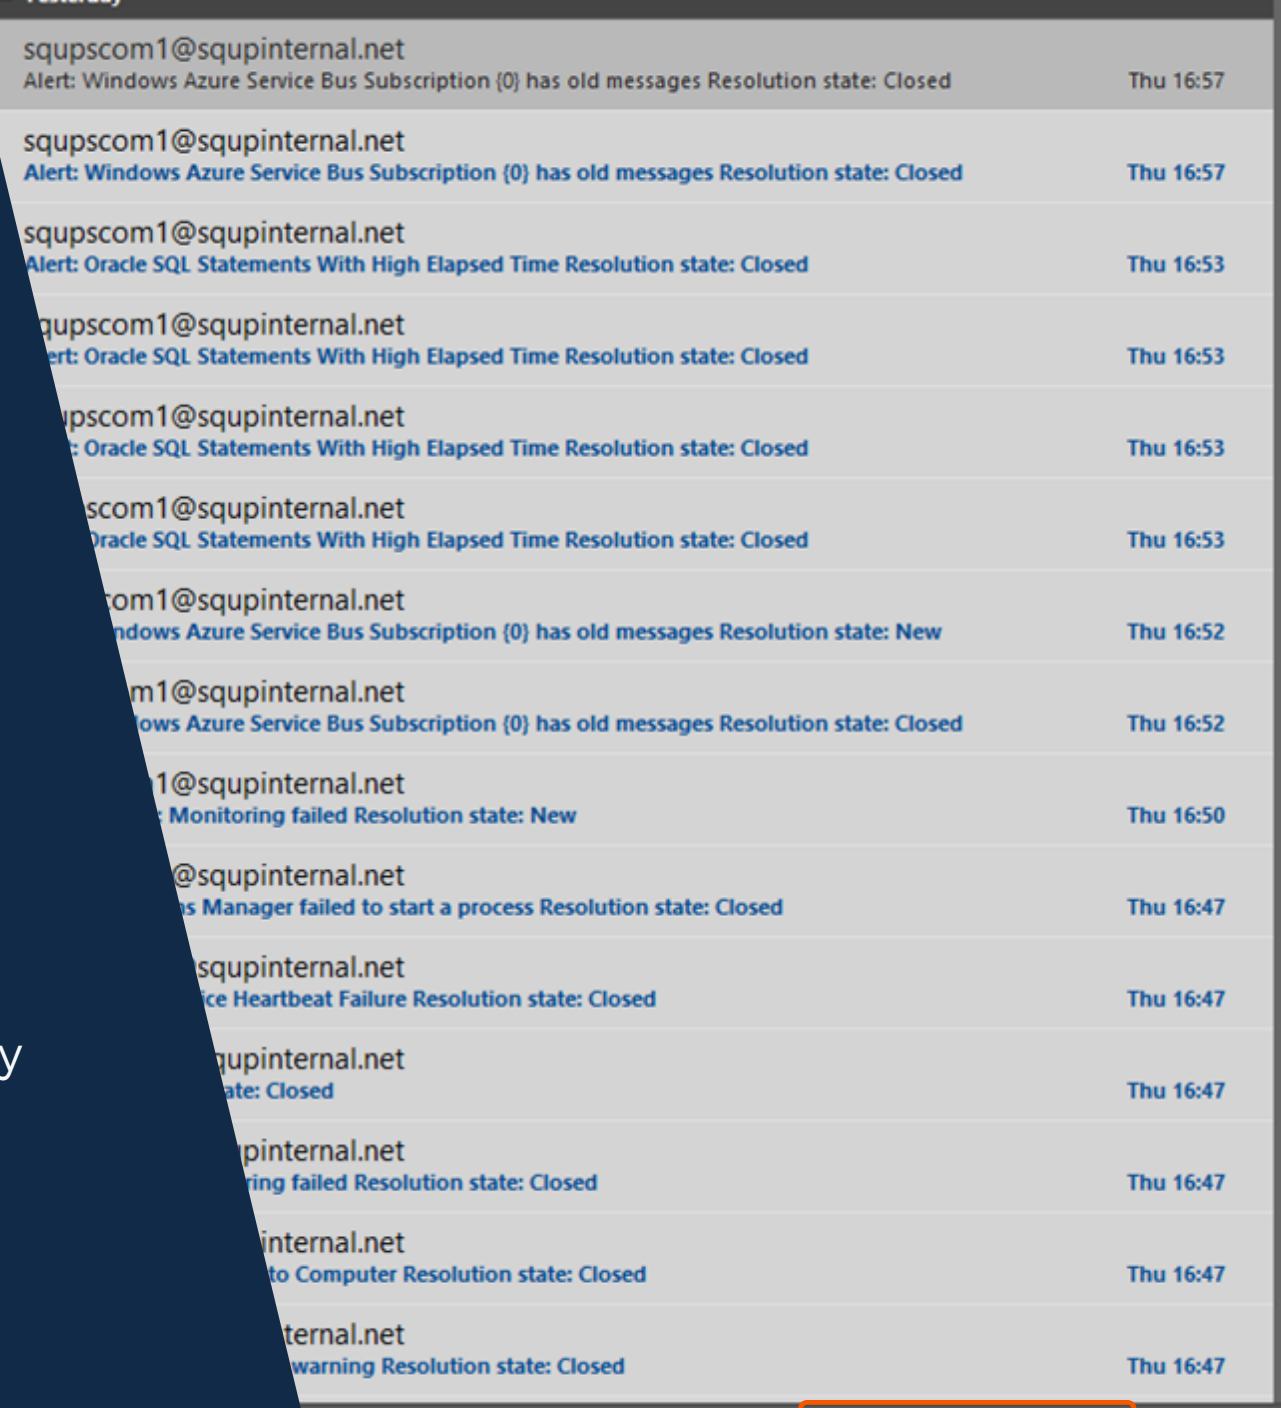 Yesterday
squpscom1@squpinternal.net
Alert: Windows Azure Service Bus Subscription {0} has old messages Resolution state: Closed Thu 16:57
squpscom1@squpinternal.net
Alert: Windows Azure Service Bus Subscription {0} has old messages Resolution state: Closed Thu 16:57
squpscom1@squpinternal.net
Alert: Oracle SQL Statements With High Elapsed Time Resolution state: Closed Thu 16:53
qupscom1@squpinternal.net
ert: Oracle SQL Statements With High Elapsed Time Resolution state: Closed Thu 16:53
upscom1@squpinternal.net
: Oracle SQL Statements With High Elapsed Time Resolution state: Closed Thu 16:53
scom1@squpinternal.net
Oracle SQL Statements With High Elapsed Time Resolution state: Closed Thu 16:53
com1@squpinternal.net
ndows Azure Service Bus Subscription {0} has old messages Resolution state: New Thu 16:52
m1@squpinternal.net
lows Azure Service Bus Subscription {0} has old messages Resolution state: Closed Thu 16:52
1@squpinternal.net
: Monitoring failed Resolution state: New Thu 16:50
@squpinternal.net
ns Manager failed to start a process Resolution state: Closed Thu 16:47
squpinternal.net
ice Heartbeat Failure Resolution state: Closed Thu 16:47
qupinternal.net
ate: Closed Thu 16:47
y
upinternal.net
ring failed Resolution state: Closed Thu 16:47
internal.net
to Computer Resolution state: Closed Thu 16:47
ternal.net
warning Resolution state: Closed Thu 16:47